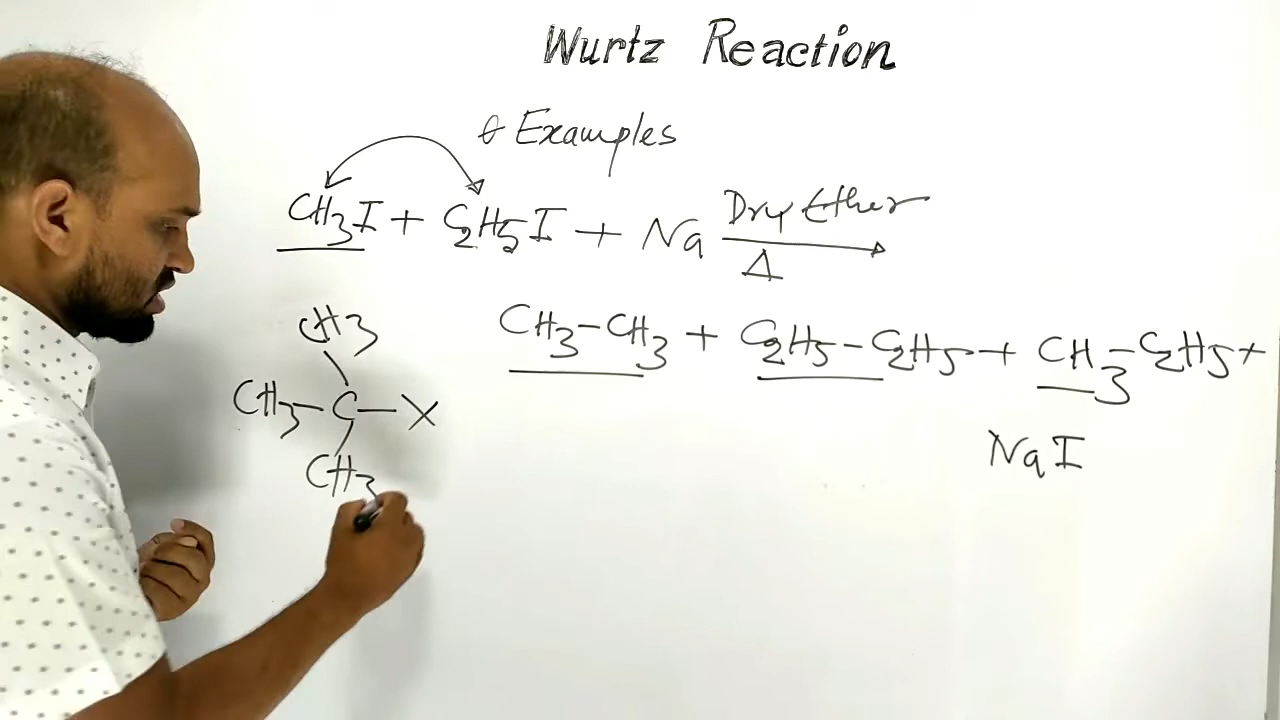 Wurtz Reaction
Examples
CH3I + C2H5I + Na Dry Ether
Δ
CH3-CH3 + C2H5-C2H5 + CH3-C2H5 +
NaI
CH3
CH3-C-X
CH3